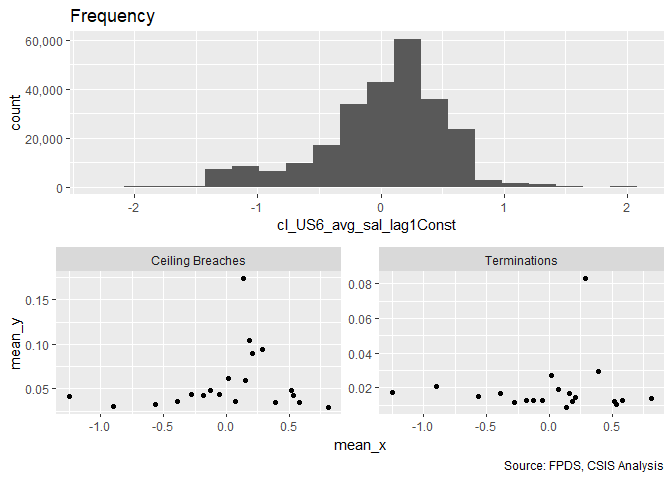 Frequency
60,000
40,000
20,000
0
count
-2 -1 0 1 2
cl_US6_avg_sal_lag1Const
Ceiling Breaches Terminations
0.15
0.10
0.05
mean_y
0.08
0.06
0.04
0.02
-1.0 -0.5 0.0 0.5
-1.0 -0.5 0.0 0.5
mean_x
Source: FPDS, CSIS Analysis